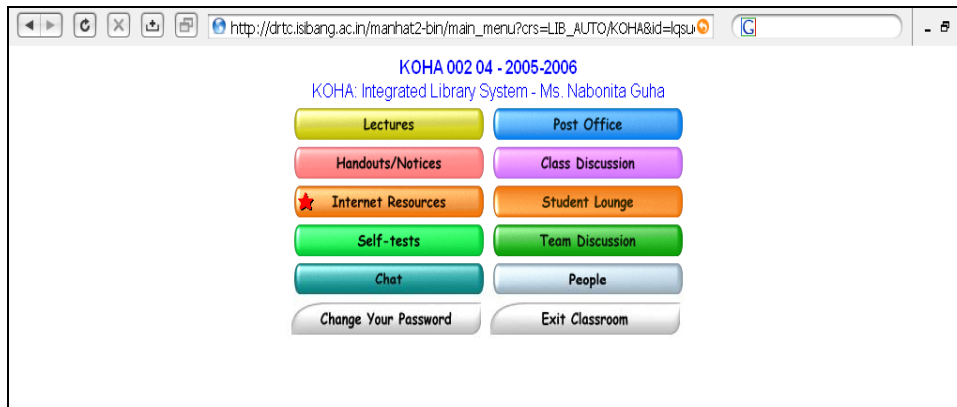 http://drtc.isibang.ac.in/manhat2-bin/main_menu?crs=LIB_AUTO/KOHA&id=lqsu
G
KOHA 002 04 - 2005-2006
KOHA: Integrated Library System - Ms. Nabonita Guha
Lectures Post Office
Handouts/Notices Class Discussion
Internet Resources Student Lounge
Self-tests Team Discussion
Chat People
Change Your Password Exit Classroom